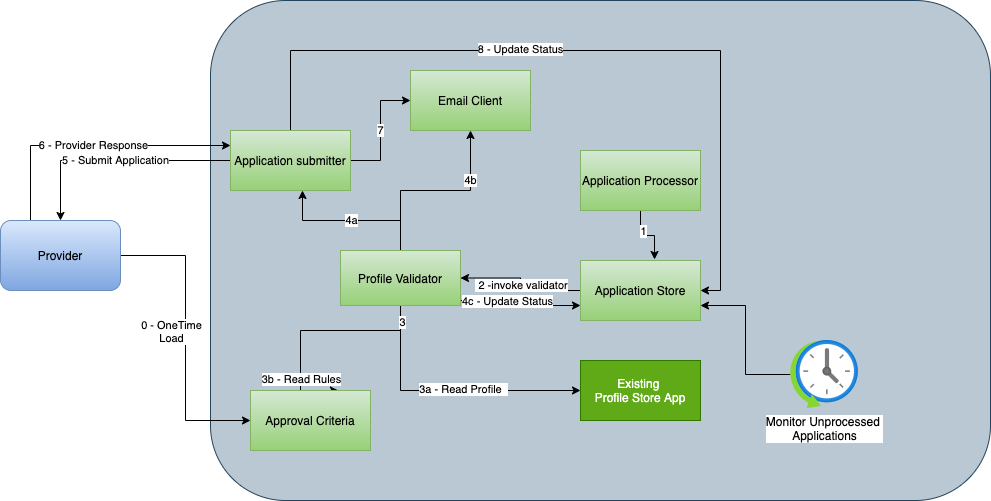 8 - Update Status
Email Client
7
6 - Provider Response
5 - Submit Application
Application submitter
4b
Application Processor
4a
1
Provider
Profile Validator
2 -invoke validator
Application Store
4c - Update Status
3
0 - OneTime
Load
3b - Read Rules
3a - Read Profile
Existing
Profile Store App
Approval Criteria
Monitor Unprocessed
Applications